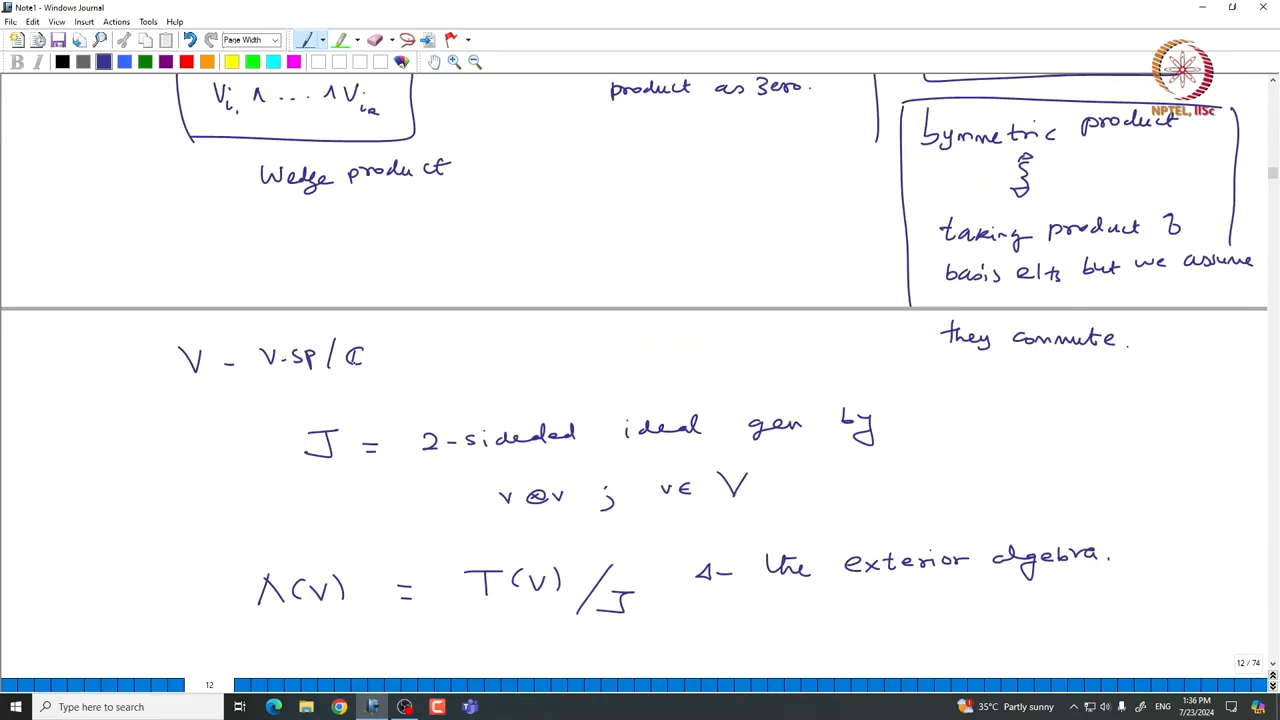 Note1 - Windows Journal
File Edit View Insert Actions Tools Help
Page Width
B I
NPTEL, IISc
V_{i_1} ∧ ... ∧ V_{i_k}
Wedge product
product as zero.
Symmetric product
taking product of
basis elts but we assume
they commute.
V - v.sp/ℂ
J = 2-sideded ideal gen by
v⊗v ; v∈ V
Λ(V) = T(V)/J ← the exterior algebra.
12 / 74
12
Type here to search
35°C Partly sunny
ENG
1:36 PM
7/23/2024